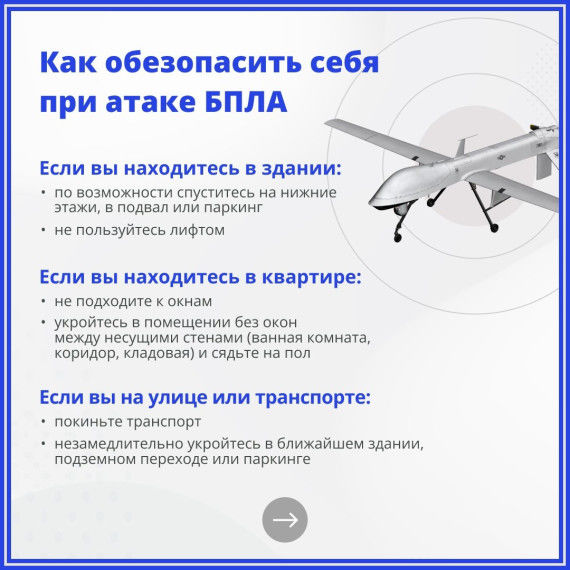 Как обезопасить себя
при атаке БПЛА
Если вы находитесь в здании:
• по возможности спуститесь на нижние
этажи, в подвал или паркинг
• не пользуйтесь лифтом
Если вы находитесь в квартире:
• не подходите к окнам
• укройтесь в помещении без окон
между несущими стенами (ванная комната,
коридор, кладовая) и сядьте на пол
Если вы на улице или транспорте:
• покиньте транспорт
• незамедлительно укройтесь в ближайшем здании,
подземном переходе или паркинге